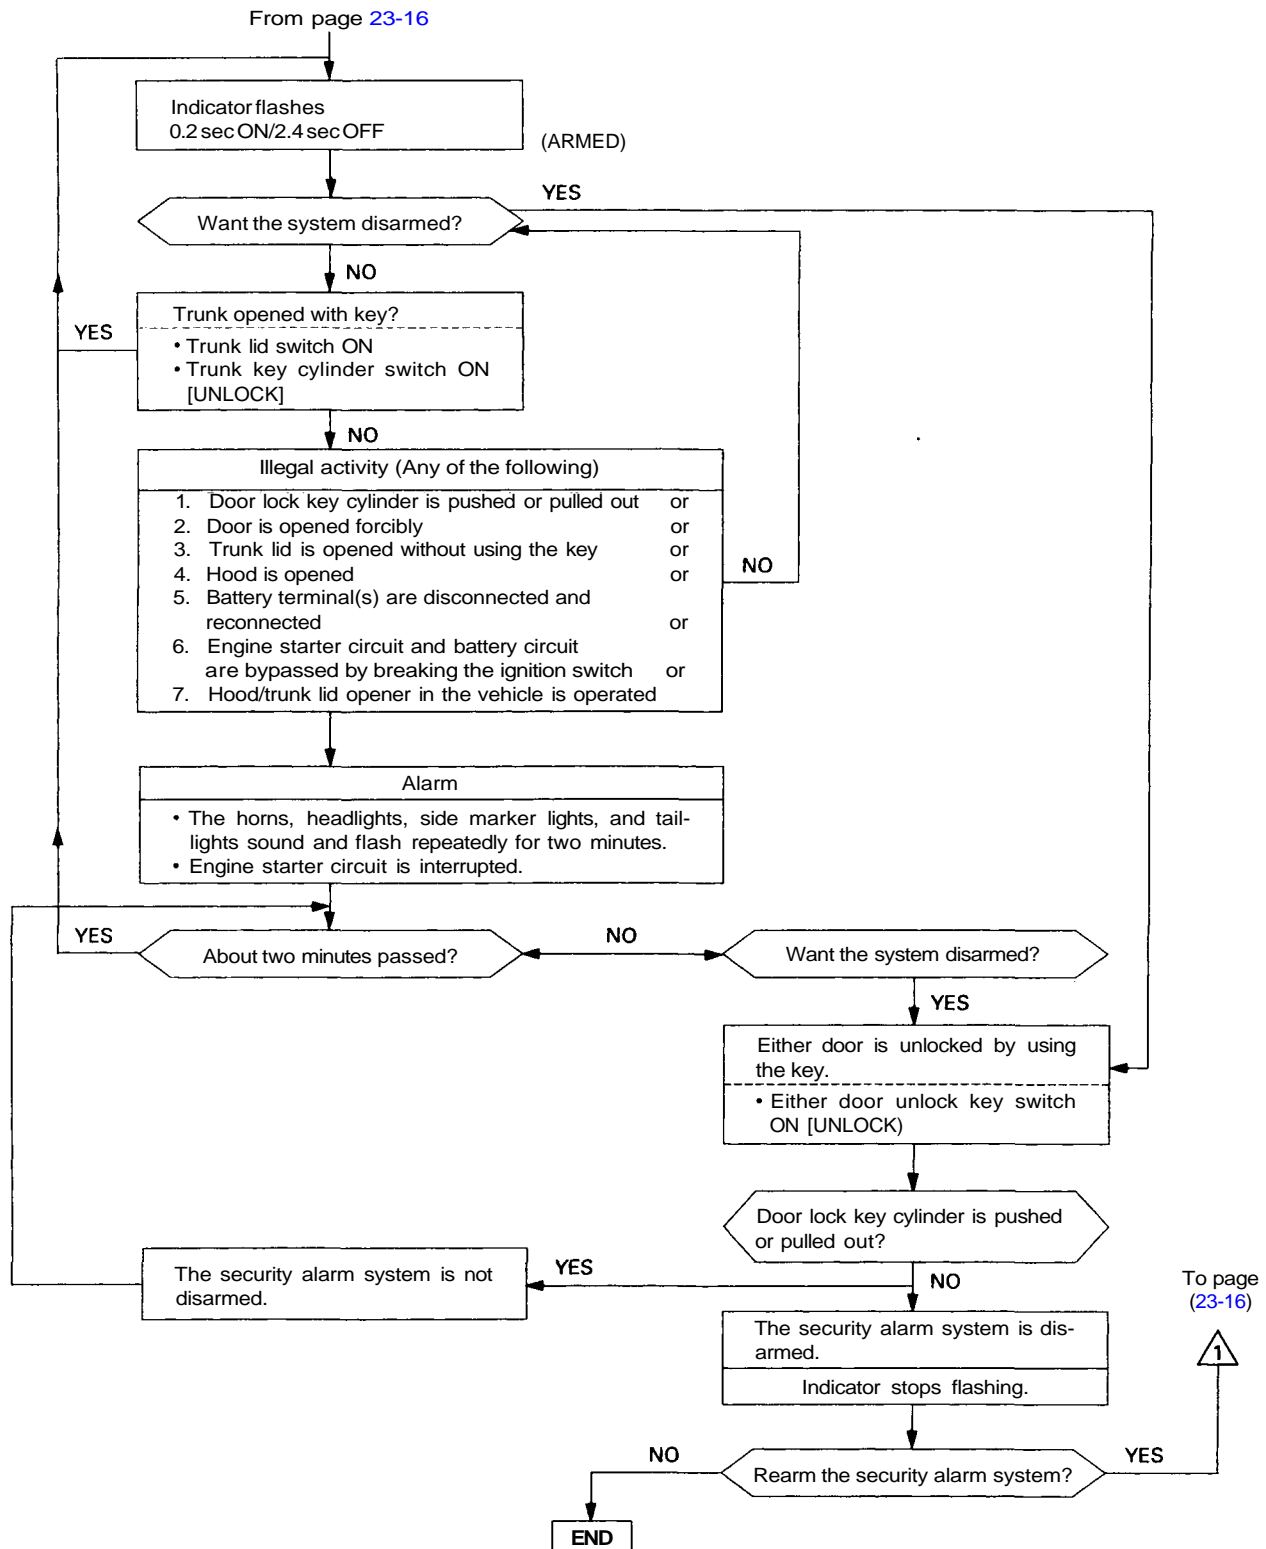 From page 23-16
Indicator flashes
0.2 sec ON/2.4 sec OFF
(ARMED)
YES
Want the system disarmed?
NO
YES
Trunk opened with key?
• Trunk lid switch ON
• Trunk key cylinder switch ON
[UNLOCK]
NO
Illegal activity (Any of the following)
1. Door lock key cylinder is pushed or pulled out or
2. Door is opened forcibly or
3. Trunk lid is opened without using the key or
4. Hood is opened or
5. Battery terminal(s) are disconnected and
reconnected or
6. Engine starter circuit and battery circuit
are bypassed by breaking the ignition switch or
7. Hood/trunk lid opener in the vehicle is operated
NO
Alarm
• The horns, headlights, side marker lights, and tail-
lights sound and flash repeatedly for two minutes.
• Engine starter circuit is interrupted.
YES
About two minutes passed?
NO
Want the system disarmed?
YES
Either door is unlocked by using
the key.
• Either door unlock key switch
ON [UNLOCK)
Door lock key cylinder is pushed
or pulled out?
YES
The security alarm system is not
disarmed.
NO
To page
(23-16)
1
The security alarm system is dis-
armed.
Indicator stops flashing.
NO
Rearm the security alarm system?
YES
END